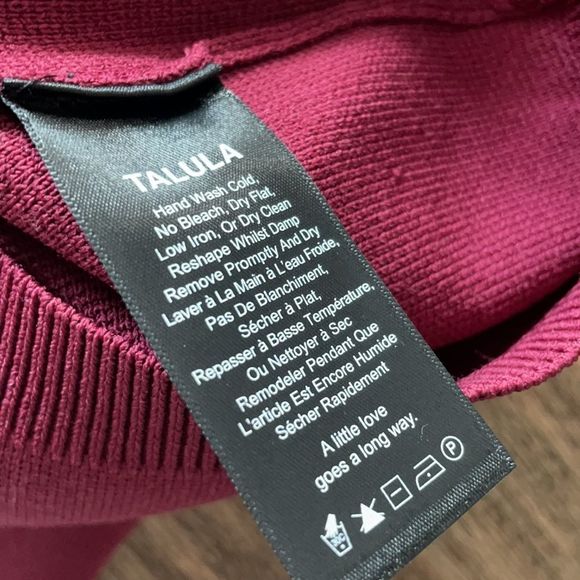 TALULA
Hand Wash Cold,
No Bleach, Dry Flat,
Low Iron, Or Dry Clean
Reshape Whilst Damp
Remove Promptly And Dry
Laver à La Main à L'eau Froide,
Pas De Blanchiment,
Sécher à Plat,
Repasser à Basse Température,
Ou Nettoyer à Sec
Remodeler Pendant Que
L'article Est Encore Humide
Sécher Rapidement
A little love
goes a long way.
30C
P